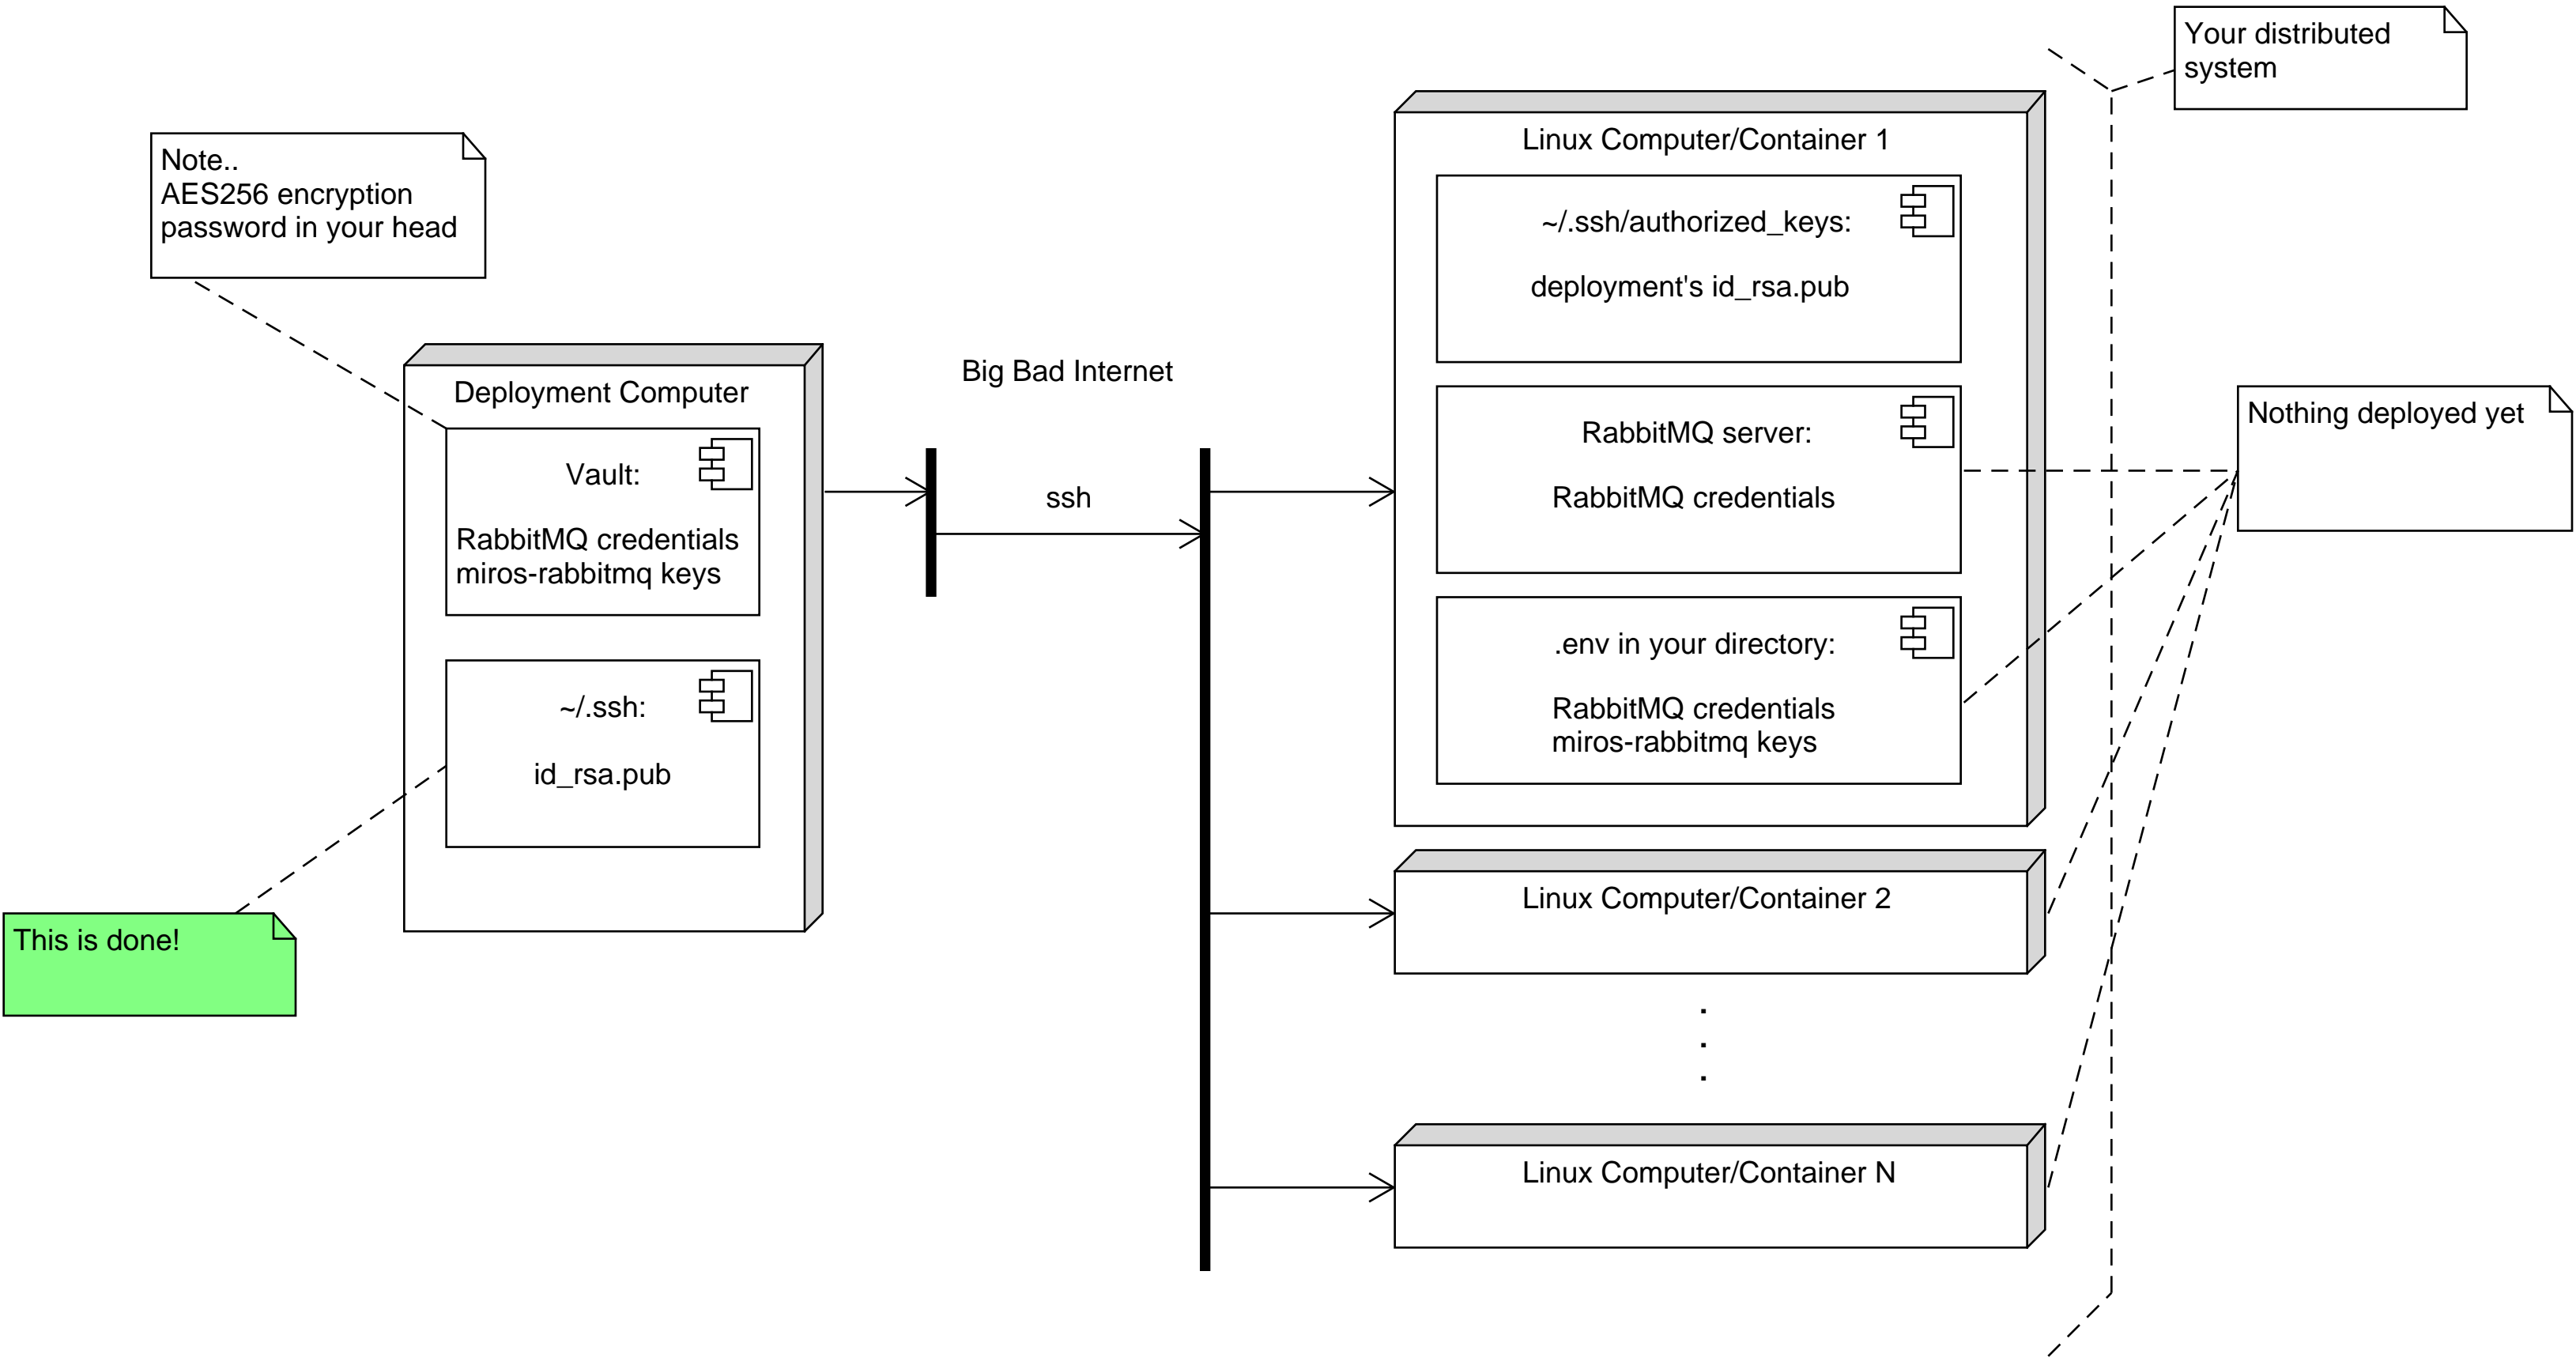 Your distributed
system
Note..
AES256 encryption
password in your head
Linux Computer/Container 1
~/.ssh/authorized_keys:
deployment's id_rsa.pub
Big Bad Internet
Deployment Computer
Vault:
RabbitMQ credentials
miros-rabbitmq keys
ssh
RabbitMQ server:
RabbitMQ credentials
Nothing deployed yet
.env in your directory:
RabbitMQ credentials
miros-rabbitmq keys
~/.ssh:
id_rsa.pub
This is done!
Linux Computer/Container 2
.
.
.
Linux Computer/Container N